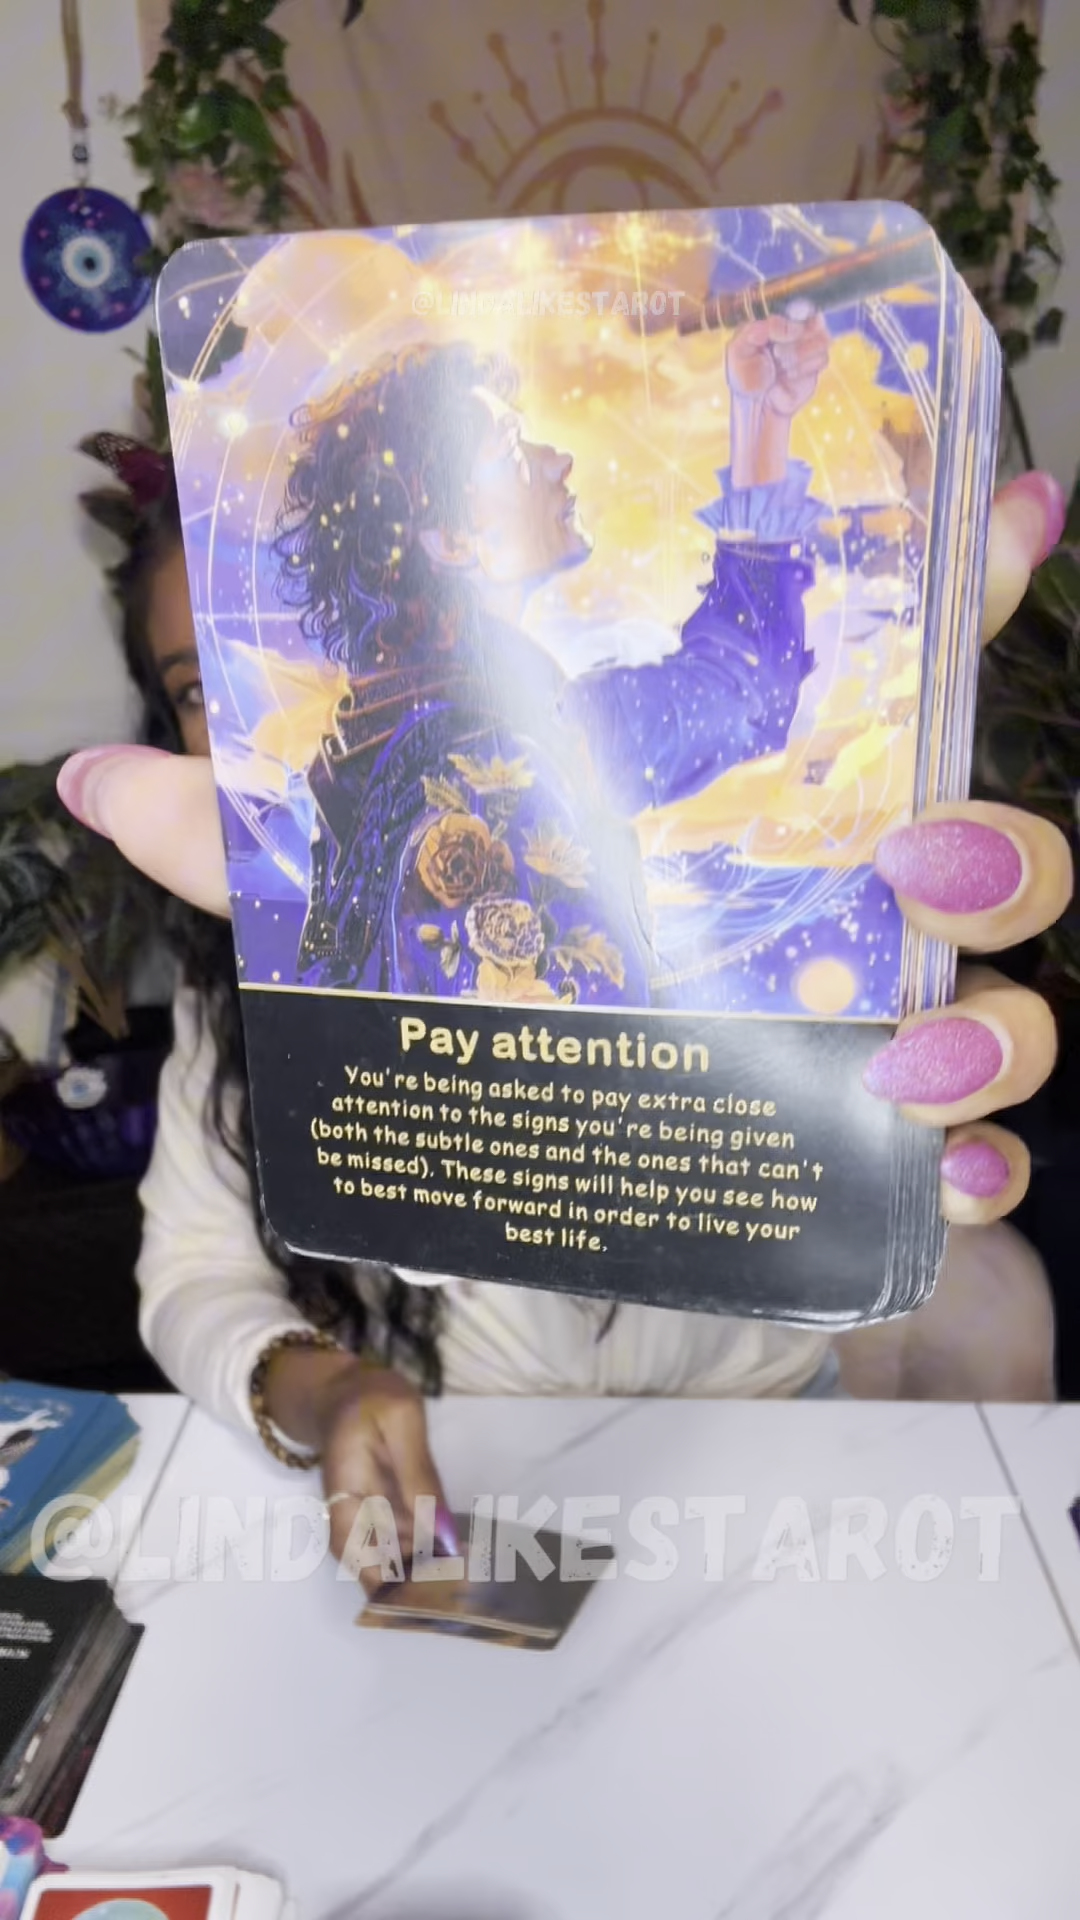 @LINDALIKESTAROT
Pay attention
You're being asked to pay extra close
attention to the signs you're being given
(both the subtle ones and the ones that can't
be missed). These signs will help you see how
to best move forward in order to live your
best life.
@LINDALIKESTAROT